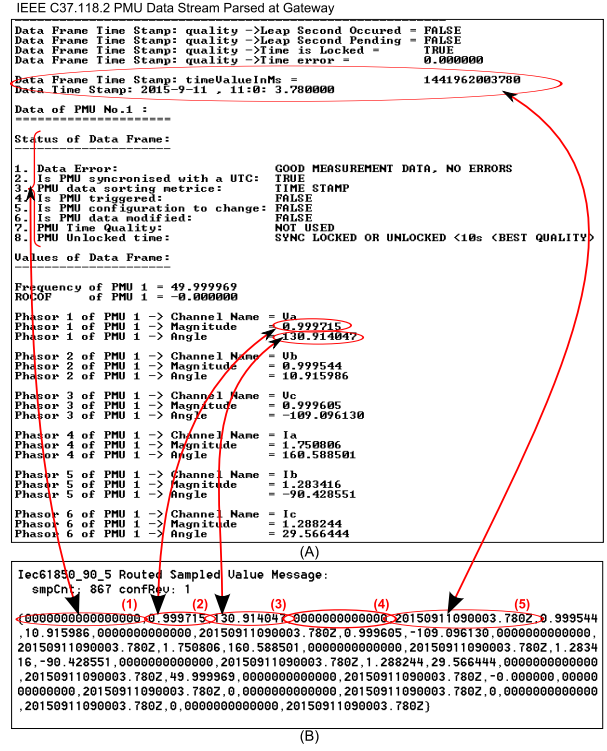 IEEE C37.118.2 PMU Data Stream Parsed at Gateway
Data Frame Time Stamp: quality ->Leap Second Occured = FALSE
Data Frame Time Stamp: quality ->Leap Second Pending = FALSE
Data Frame Time Stamp: quality ->Time is Locked = TRUE
Data Frame Time Stamp: quality ->Time error = 0.000000
Data Frame Time Stamp: timeValueInMs = 1441962003780
Data Time Stamp: 2015-9-11 , 11:0: 3.780000
Data of PMU No.1 :
======================
Status of Data Frame:
----------------------
1. Data Error: GOOD MEASUREMENT DATA, NO ERRORS
2. Is PMU syncronised with a UTC: TRUE
3. PMU data sorting metrice: TIME STAMP
4. Is PMU triggered: FALSE
5. Is PMU configuration to change: FALSE
6. Is PMU data modified: FALSE
7. PMU Time Quality: NOT USED
8. PMU Unlocked time: SYNC LOCKED OR UNLOCKED <10s (BEST QUALITY)
Values of Data Frame:
----------------------
Frequency of PMU 1 = 49.999969
ROCOF of PMU 1 = -0.000000
Phasor 1 of PMU 1 -> Channel Name = Va
Phasor 1 of PMU 1 -> Magnitude = 0.999715
Phasor 1 of PMU 1 -> Angle = 130.914047
Phasor 2 of PMU 1 -> Channel Name = Vb
Phasor 2 of PMU 1 -> Magnitude = 0.999544
Phasor 2 of PMU 1 -> Angle = 10.915986
Phasor 3 of PMU 1 -> Channel Name = Vc
Phasor 3 of PMU 1 -> Magnitude = 0.999605
Phasor 3 of PMU 1 -> Angle = -109.096130
Phasor 4 of PMU 1 -> Channel Name = Ia
Phasor 4 of PMU 1 -> Magnitude = 1.750806
Phasor 4 of PMU 1 -> Angle = 160.588501
Phasor 5 of PMU 1 -> Channel Name = Ib
Phasor 5 of PMU 1 -> Magnitude = 1.283416
Phasor 5 of PMU 1 -> Angle = -90.428551
Phasor 6 of PMU 1 -> Channel Name = Ic
Phasor 6 of PMU 1 -> Magnitude = 1.288244
Phasor 6 of PMU 1 -> Angle = 29.566444
(A)
Iec61850_90_5 Routed Sampled Value Message:
smpCnt: 867 confRev: 1
(1) (2) (3) (4) (5)
{0000000000000000,0.999715,130.914047,0000000000000,20150911090003.780Z,0.999544
,10.915986,0000000000000,20150911090003.780Z,0.999605,-109.096130,0000000000000,
20150911090003.780Z,1.750806,160.588501,0000000000000,20150911090003.780Z,1.2834
16,-90.428551,0000000000000,20150911090003.780Z,1.288244,29.566444,0000000000000
,20150911090003.780Z,49.999969,0000000000000,20150911090003.780Z,-0.000000,00000
00000000,20150911090003.780Z,0,0000000000000,20150911090003.780Z,0,0000000000000
,20150911090003.780Z,0,0000000000000,20150911090003.780Z}
(B)